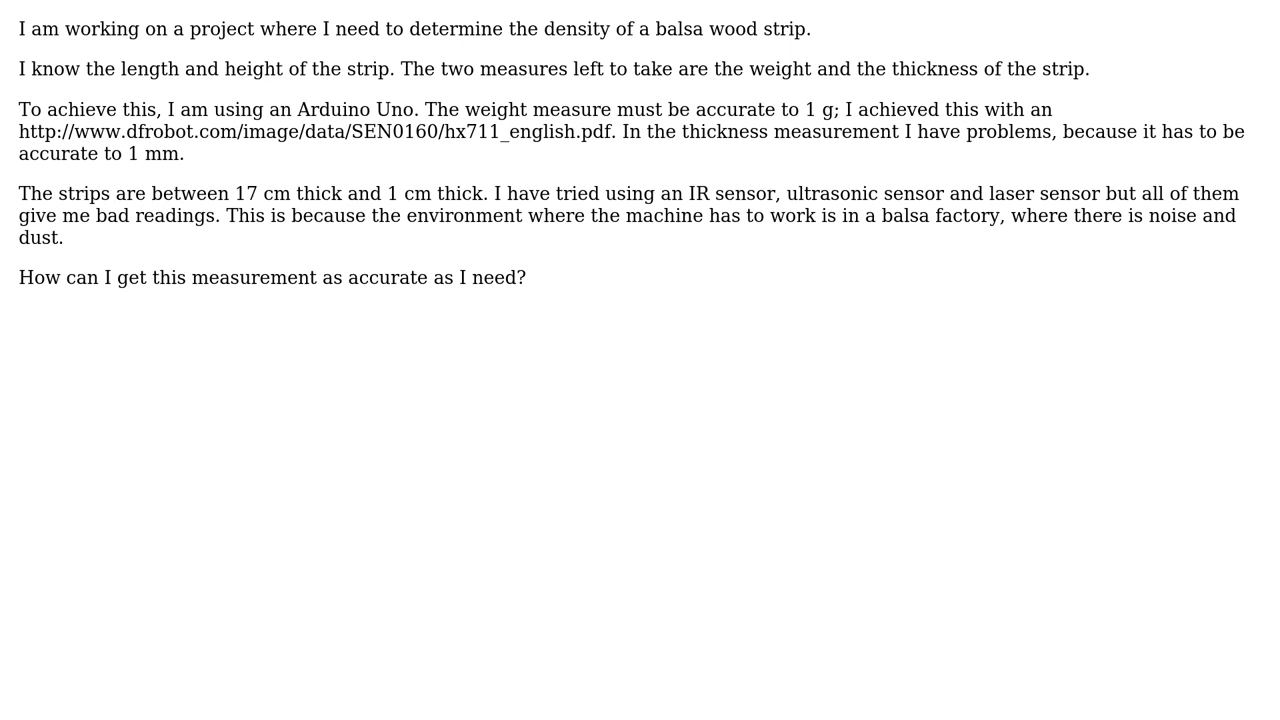 I am working on a project where I need to determine the density of a balsa wood strip.
I know the length and height of the strip. The two measures left to take are the weight and the thickness of the strip.
To achieve this, I am using an Arduino Uno. The weight measure must be accurate to 1 g; I achieved this with an
http://www.dfrobot.com/image/data/SEN0160/hx711_english.pdf. In the thickness measurement I have problems, because it has to be
accurate to 1 mm.
The strips are between 17 cm thick and 1 cm thick. I have tried using an IR sensor, ultrasonic sensor and laser sensor but all of them
give me bad readings. This is because the environment where the machine has to work is in a balsa factory, where there is noise and
dust.
How can I get this measurement as accurate as I need?